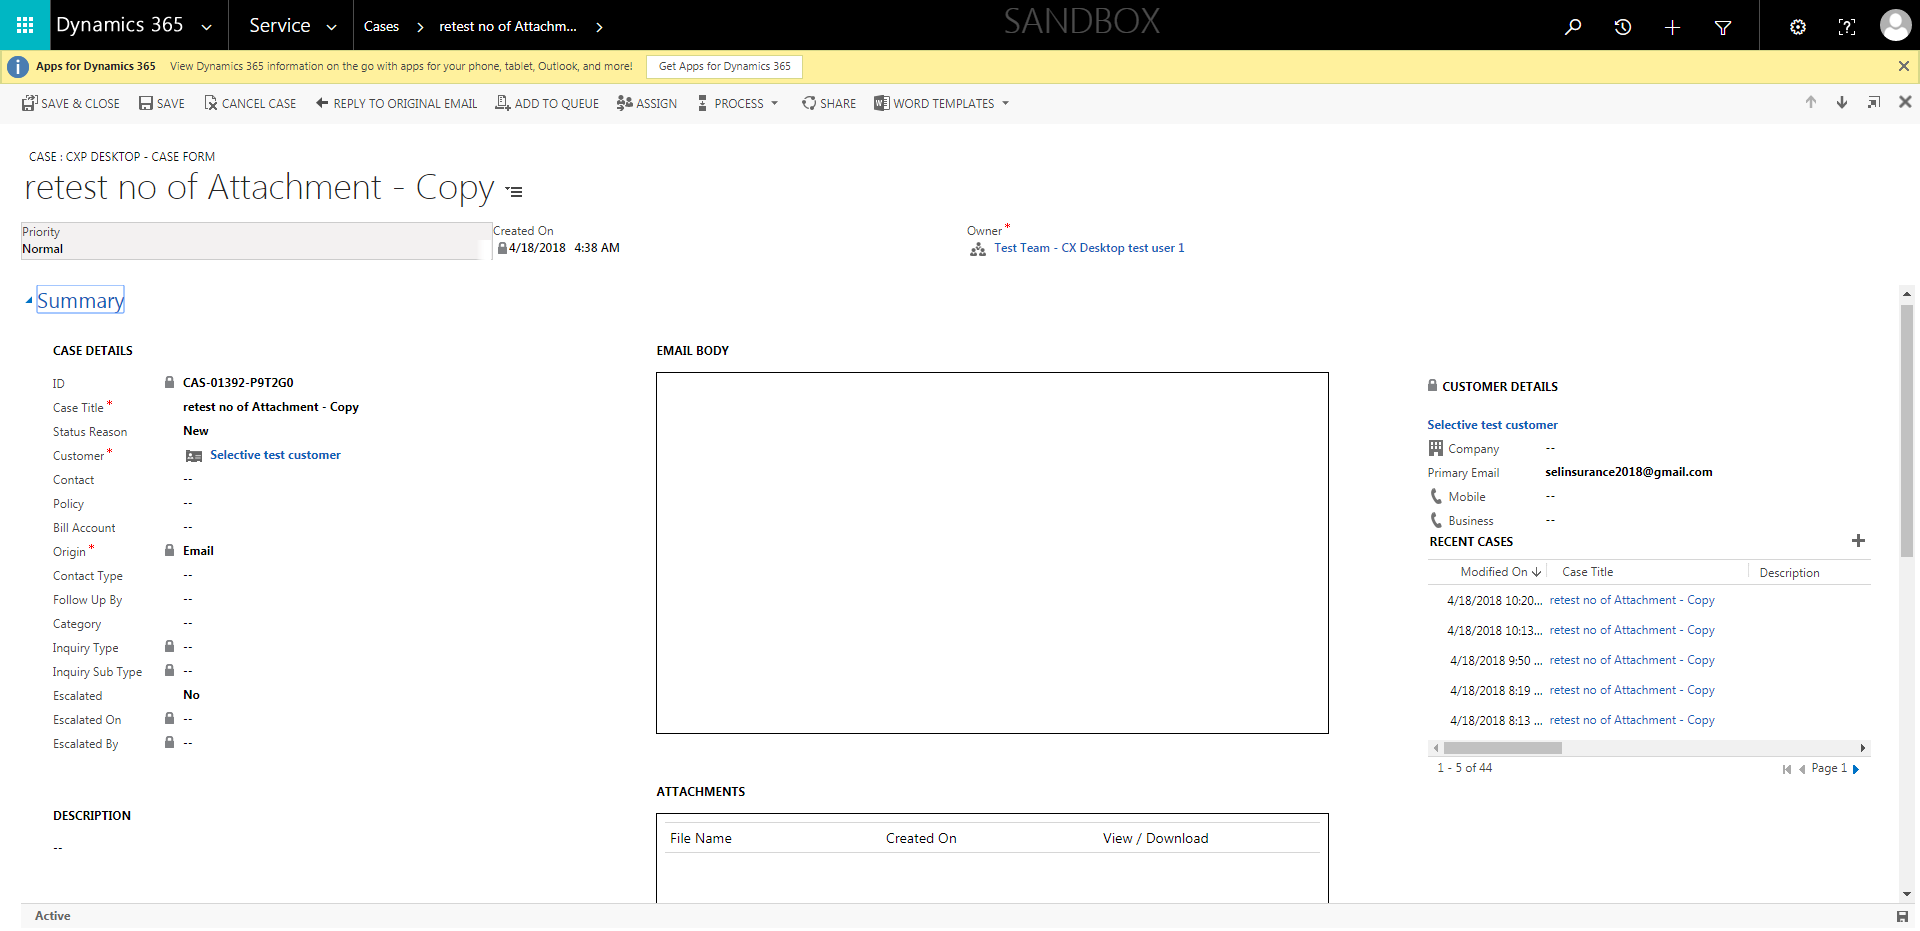 Dynamics 365
Service
Cases
retest no of Attachm...
SANDBOX
Apps for Dynamics 365 View Dynamics 365 information on the go with apps for your phone, tablet, Outlook, and more! Get Apps for Dynamics 365
SAVE & CLOSE SAVE CANCEL CASE REPLY TO ORIGINAL EMAIL ADD TO QUEUE ASSIGN PROCESS SHARE WORD TEMPLATES
CASE : CXP DESKTOP - CASE FORM
retest no of Attachment - Copy
Priority
Normal
Created On
4/18/2018 4:38 AM
Owner*
Test Team - CX Desktop test user 1
Summary
CASE DETAILS
ID CAS-01392-P9T2G0
Case Title* retest no of Attachment - Copy
Status Reason New
Customer* Selective test customer
Contact --
Policy --
Bill Account --
Origin* Email
Contact Type --
Follow Up By --
Category --
Inquiry Type --
Inquiry Sub Type --
Escalated No
Escalated On --
Escalated By --
DESCRIPTION
--
EMAIL BODY
ATTACHMENTS
File Name Created On View / Download
CUSTOMER DETAILS
Selective test customer
Company --
Primary Email selinsurance2018@gmail.com
Mobile --
Business --
RECENT CASES
Modified On Case Title Description
4/18/2018 10:20... retest no of Attachment - Copy
4/18/2018 10:13... retest no of Attachment - Copy
4/18/2018 9:50 ... retest no of Attachment - Copy
4/18/2018 8:19 ... retest no of Attachment - Copy
4/18/2018 8:13 ... retest no of Attachment - Copy
1 - 5 of 44 Page 1
Active